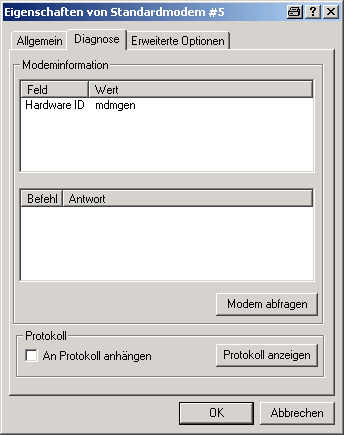 Eigenschaften von Standardmodem #5
Allgemein Diagnose Erweiterte Optionen
Modeminformation
Feld Wert
Hardware ID mdmgen
Befehl Antwort
Modem abfragen
Protokoll
An Protokoll anhängen Protokoll anzeigen
OK Abbrechen